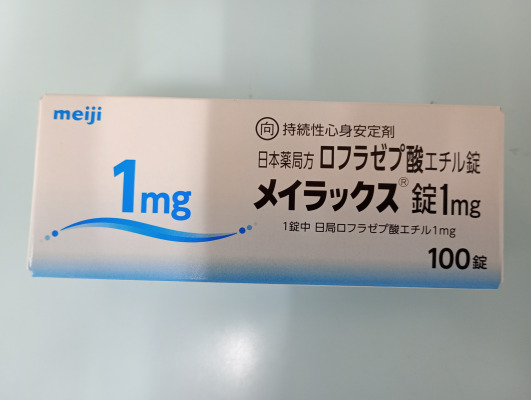 meiji
1mg
向 持続性心身安定剤
日本薬局方 ロフラゼプ酸エチル錠
メイラックス®錠1mg
1錠中 日局ロフラゼプ酸エチル1mg
100錠